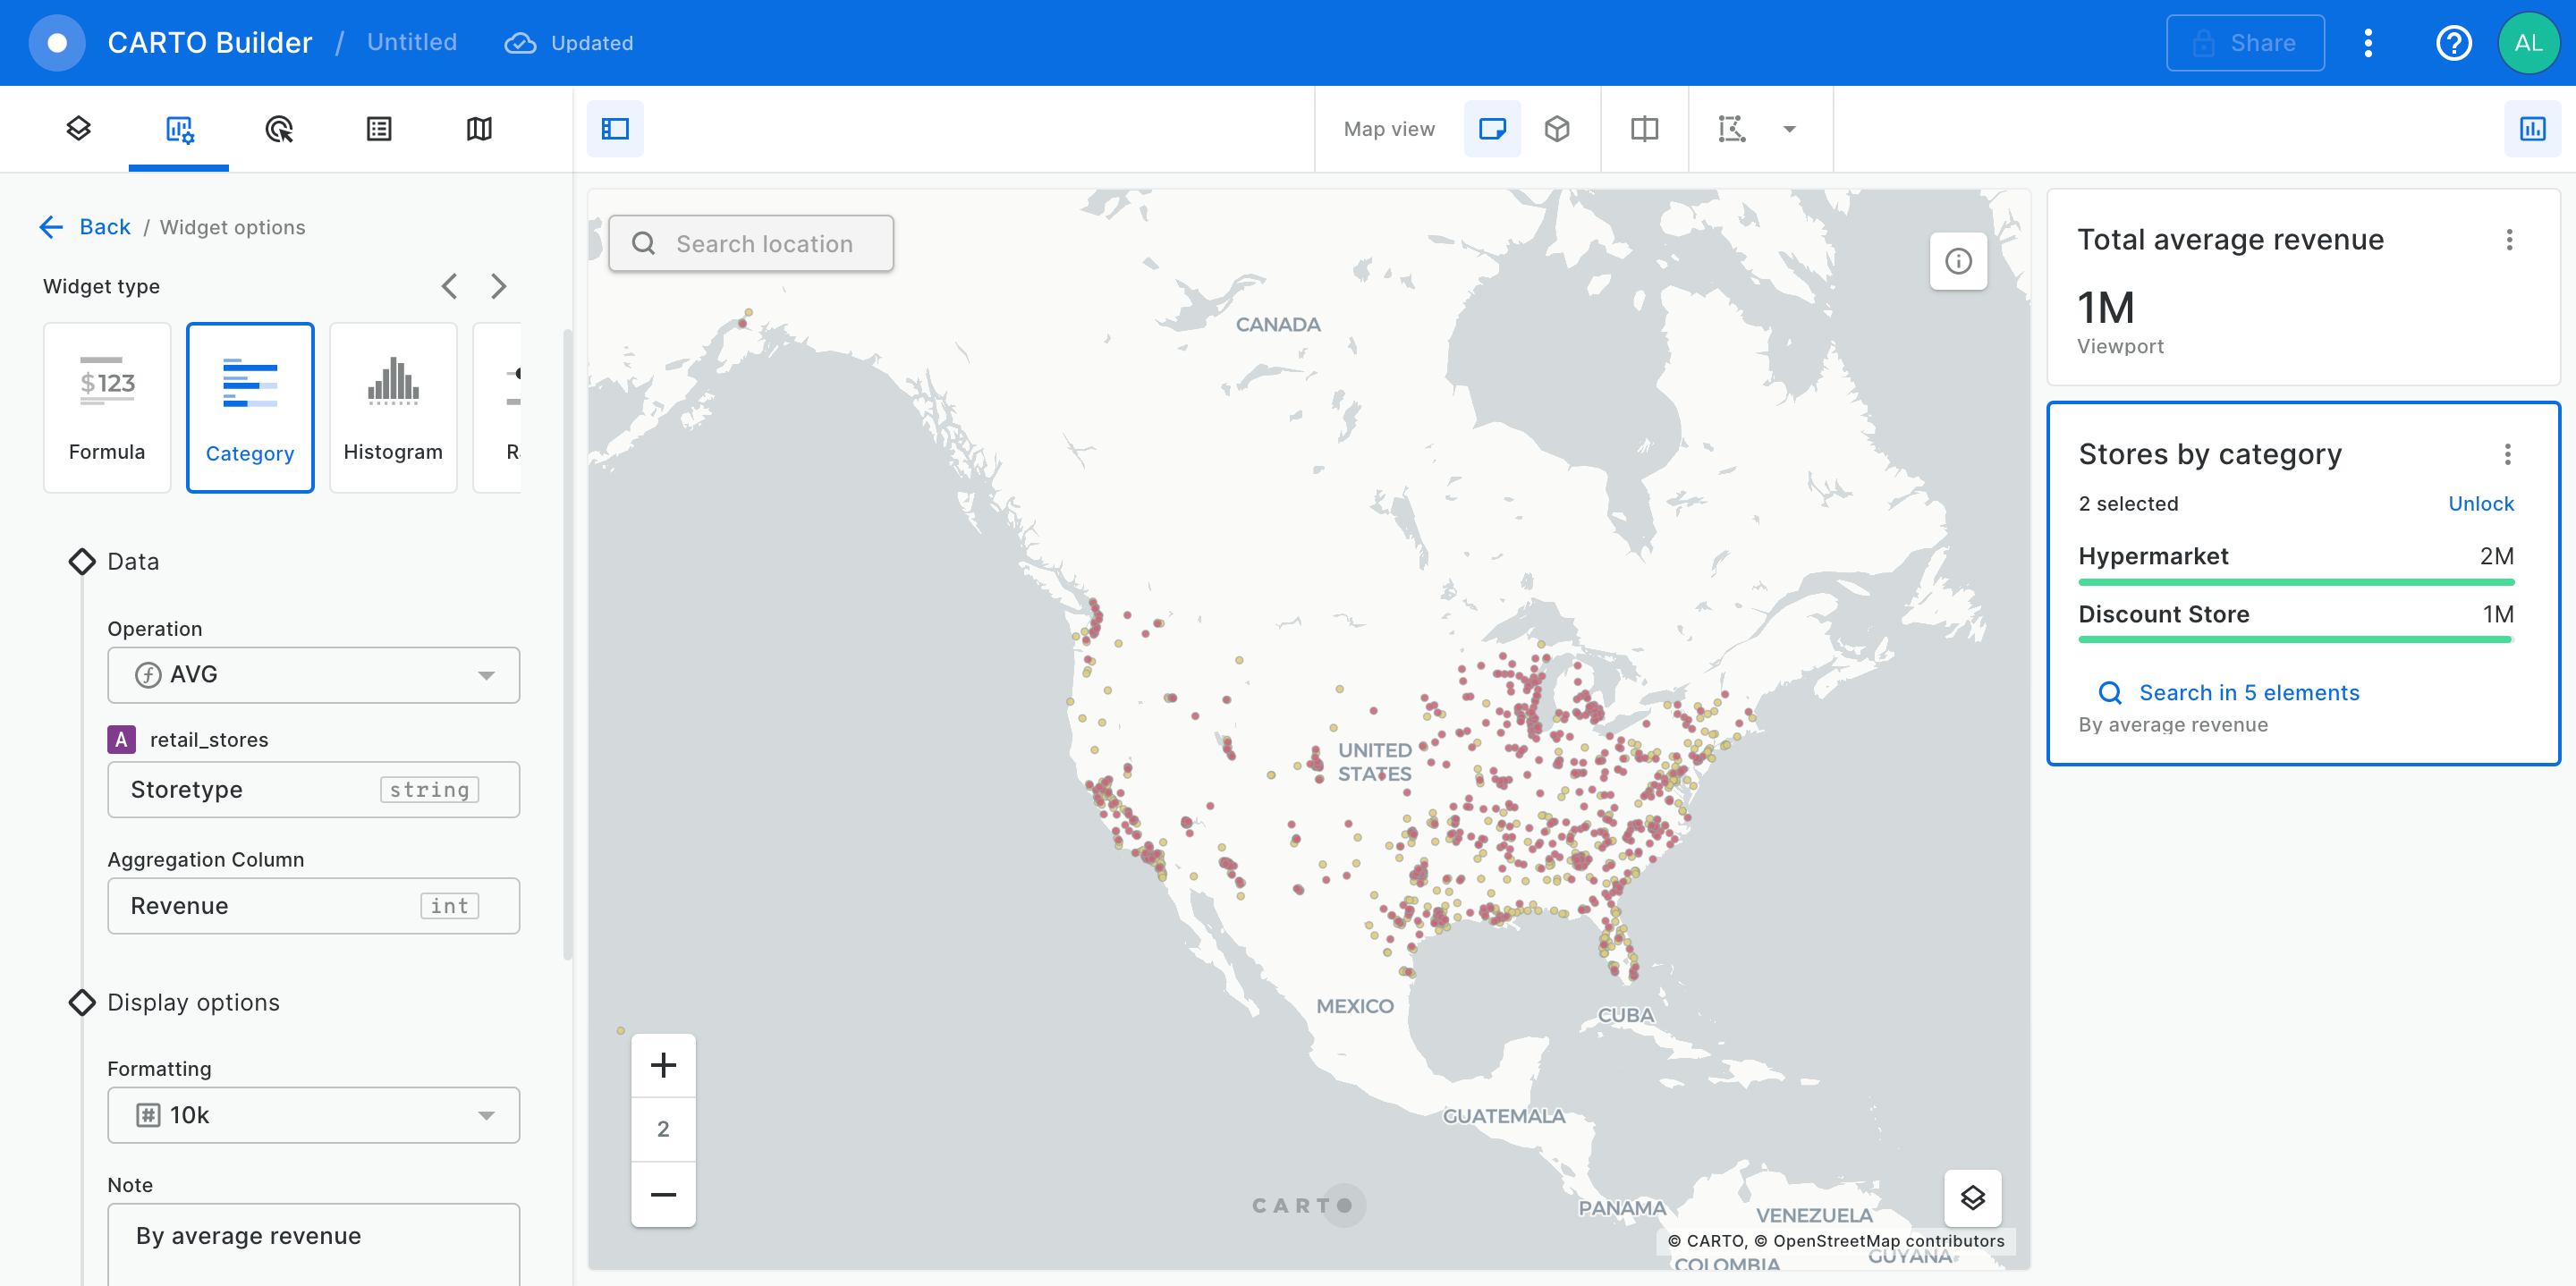 CARTO Builder / Untitled Updated
Share
AL
Map view
Back / Widget options
Widget type
$123
Formula
Category
Histogram
Data
Operation
AVG
A retail_stores
Storetype string
Aggregation Column
Revenue int
Display options
Formatting
10k
Note
By average revenue
Search location
CANADA
UNITED
STATES
MEXICO
CUBA
GUATEMALA
PANAMA
VENEZUELA
GUYANA
COLOMBIA
2
CARTO
© CARTO, © OpenStreetMap contributors
Total average revenue
1M
Viewport
Stores by category
2 selected Unlock
Hypermarket 2M
Discount Store 1M
Search in 5 elements
By average revenue